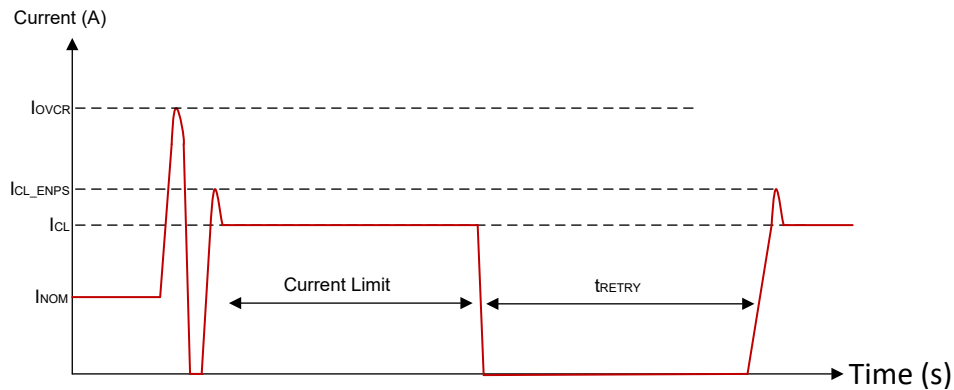 Current (A)
IOVCR
ICL_ENPS
ICL
INOM
Current Limit
tRETRY
Time (s)